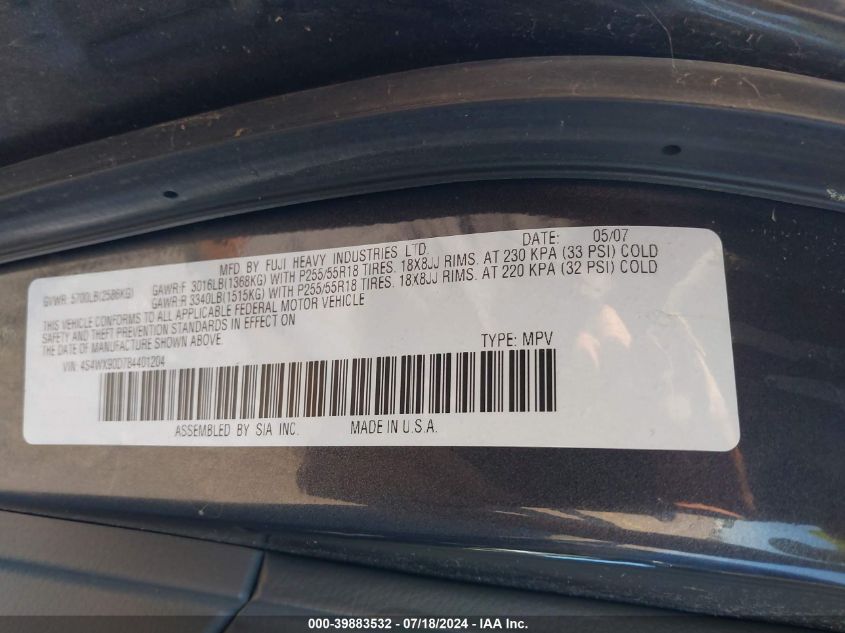 MFD BY FUJI HEAVY INDUSTRIES LTD. DATE: 05/07
GVWR: 5700LB(2586KG) GAWR:F 3016LB(1368KG) WITH P255/55R18 TIRES. 18X8JJ RIMS. AT 230 KPA (33 PSI) COLD
GAWR:R 3340LB(1515KG) WITH P255/55R18 TIRES. 18X8JJ RIMS. AT 220 KPA (32 PSI) COLD
THIS VEHICLE CONFORMS TO ALL APPLICABLE FEDERAL MOTOR VEHICLE
SAFETY AND THEFT PREVENTION STANDARDS IN EFFECT ON
THE DATE OF MANUFACTURE SHOWN ABOVE.
VIN: 4S4WX90D784401204 TYPE: MPV
ASSEMBLED BY SIA INC. MADE IN U.S.A.
000-39883532 - 07/18/2024 - IAA Inc.